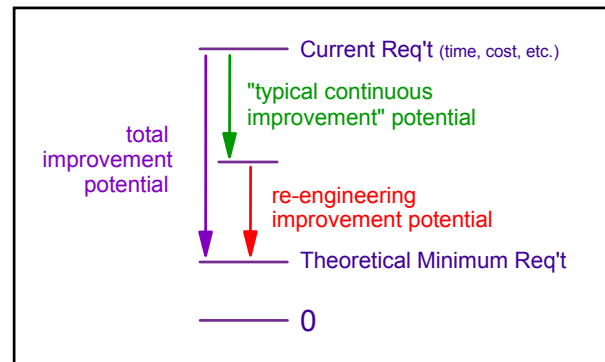 Current Req't (time, cost, etc.)
"typical continuous
improvement" potential
total
improvement
potential
re-engineering
improvement potential
Theoretical Minimum Req't
0